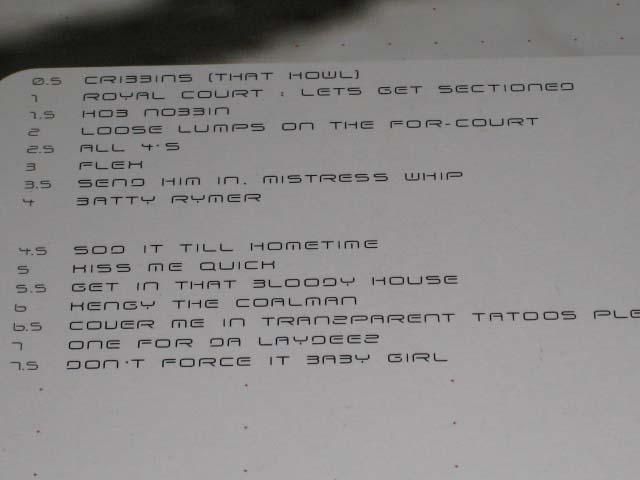 0.5 CRIBBINS (THAT HOWL)
1 ROYAL COURT : LETS GET SECTIONED
1.5 HOB NOBBIN
2 LOOSE LUMPS ON THE FOR-COURT
2.5 ALL 4'S
3 FLEX
3.5 SEND HIM IN, MISTRESS WHIP
4 BATTY RYMER
4.5 SOD IT TILL HOMETIME
5 KISS ME QUICK
5.5 GET IN THAT BLOODY HOUSE
6 KENGY THE COALMAN
6.5 COVER ME IN TRANZPARENT TATOOS PLE
7 ONE FOR DA LAYDEEZ
7.5 DON'T FORCE IT BABY GIRL